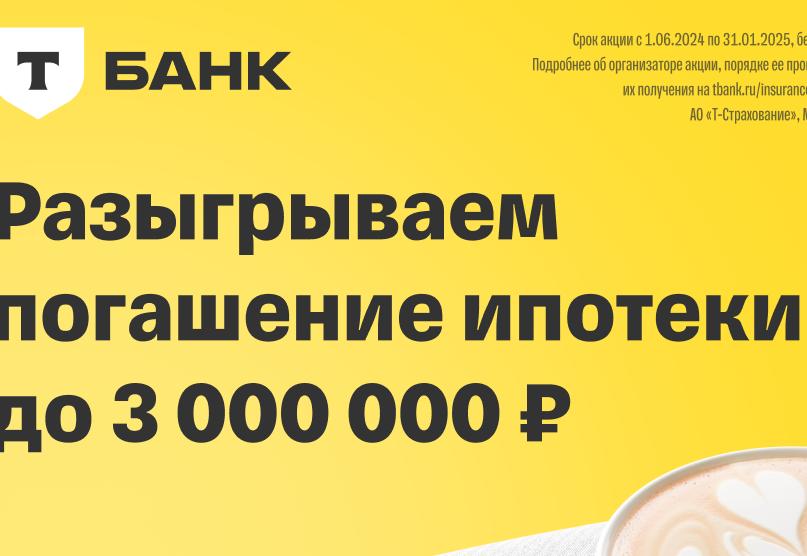 Т БАНК
Срок акции с 1.06.2024 по 31.01.2025,
Подробнее об организаторе акции, порядке ее
их получения на tbank.ru/insurance
АО «Т-Страхование»,
Разыгрываем
погашение ипотеки
до 3 000 000 ₽